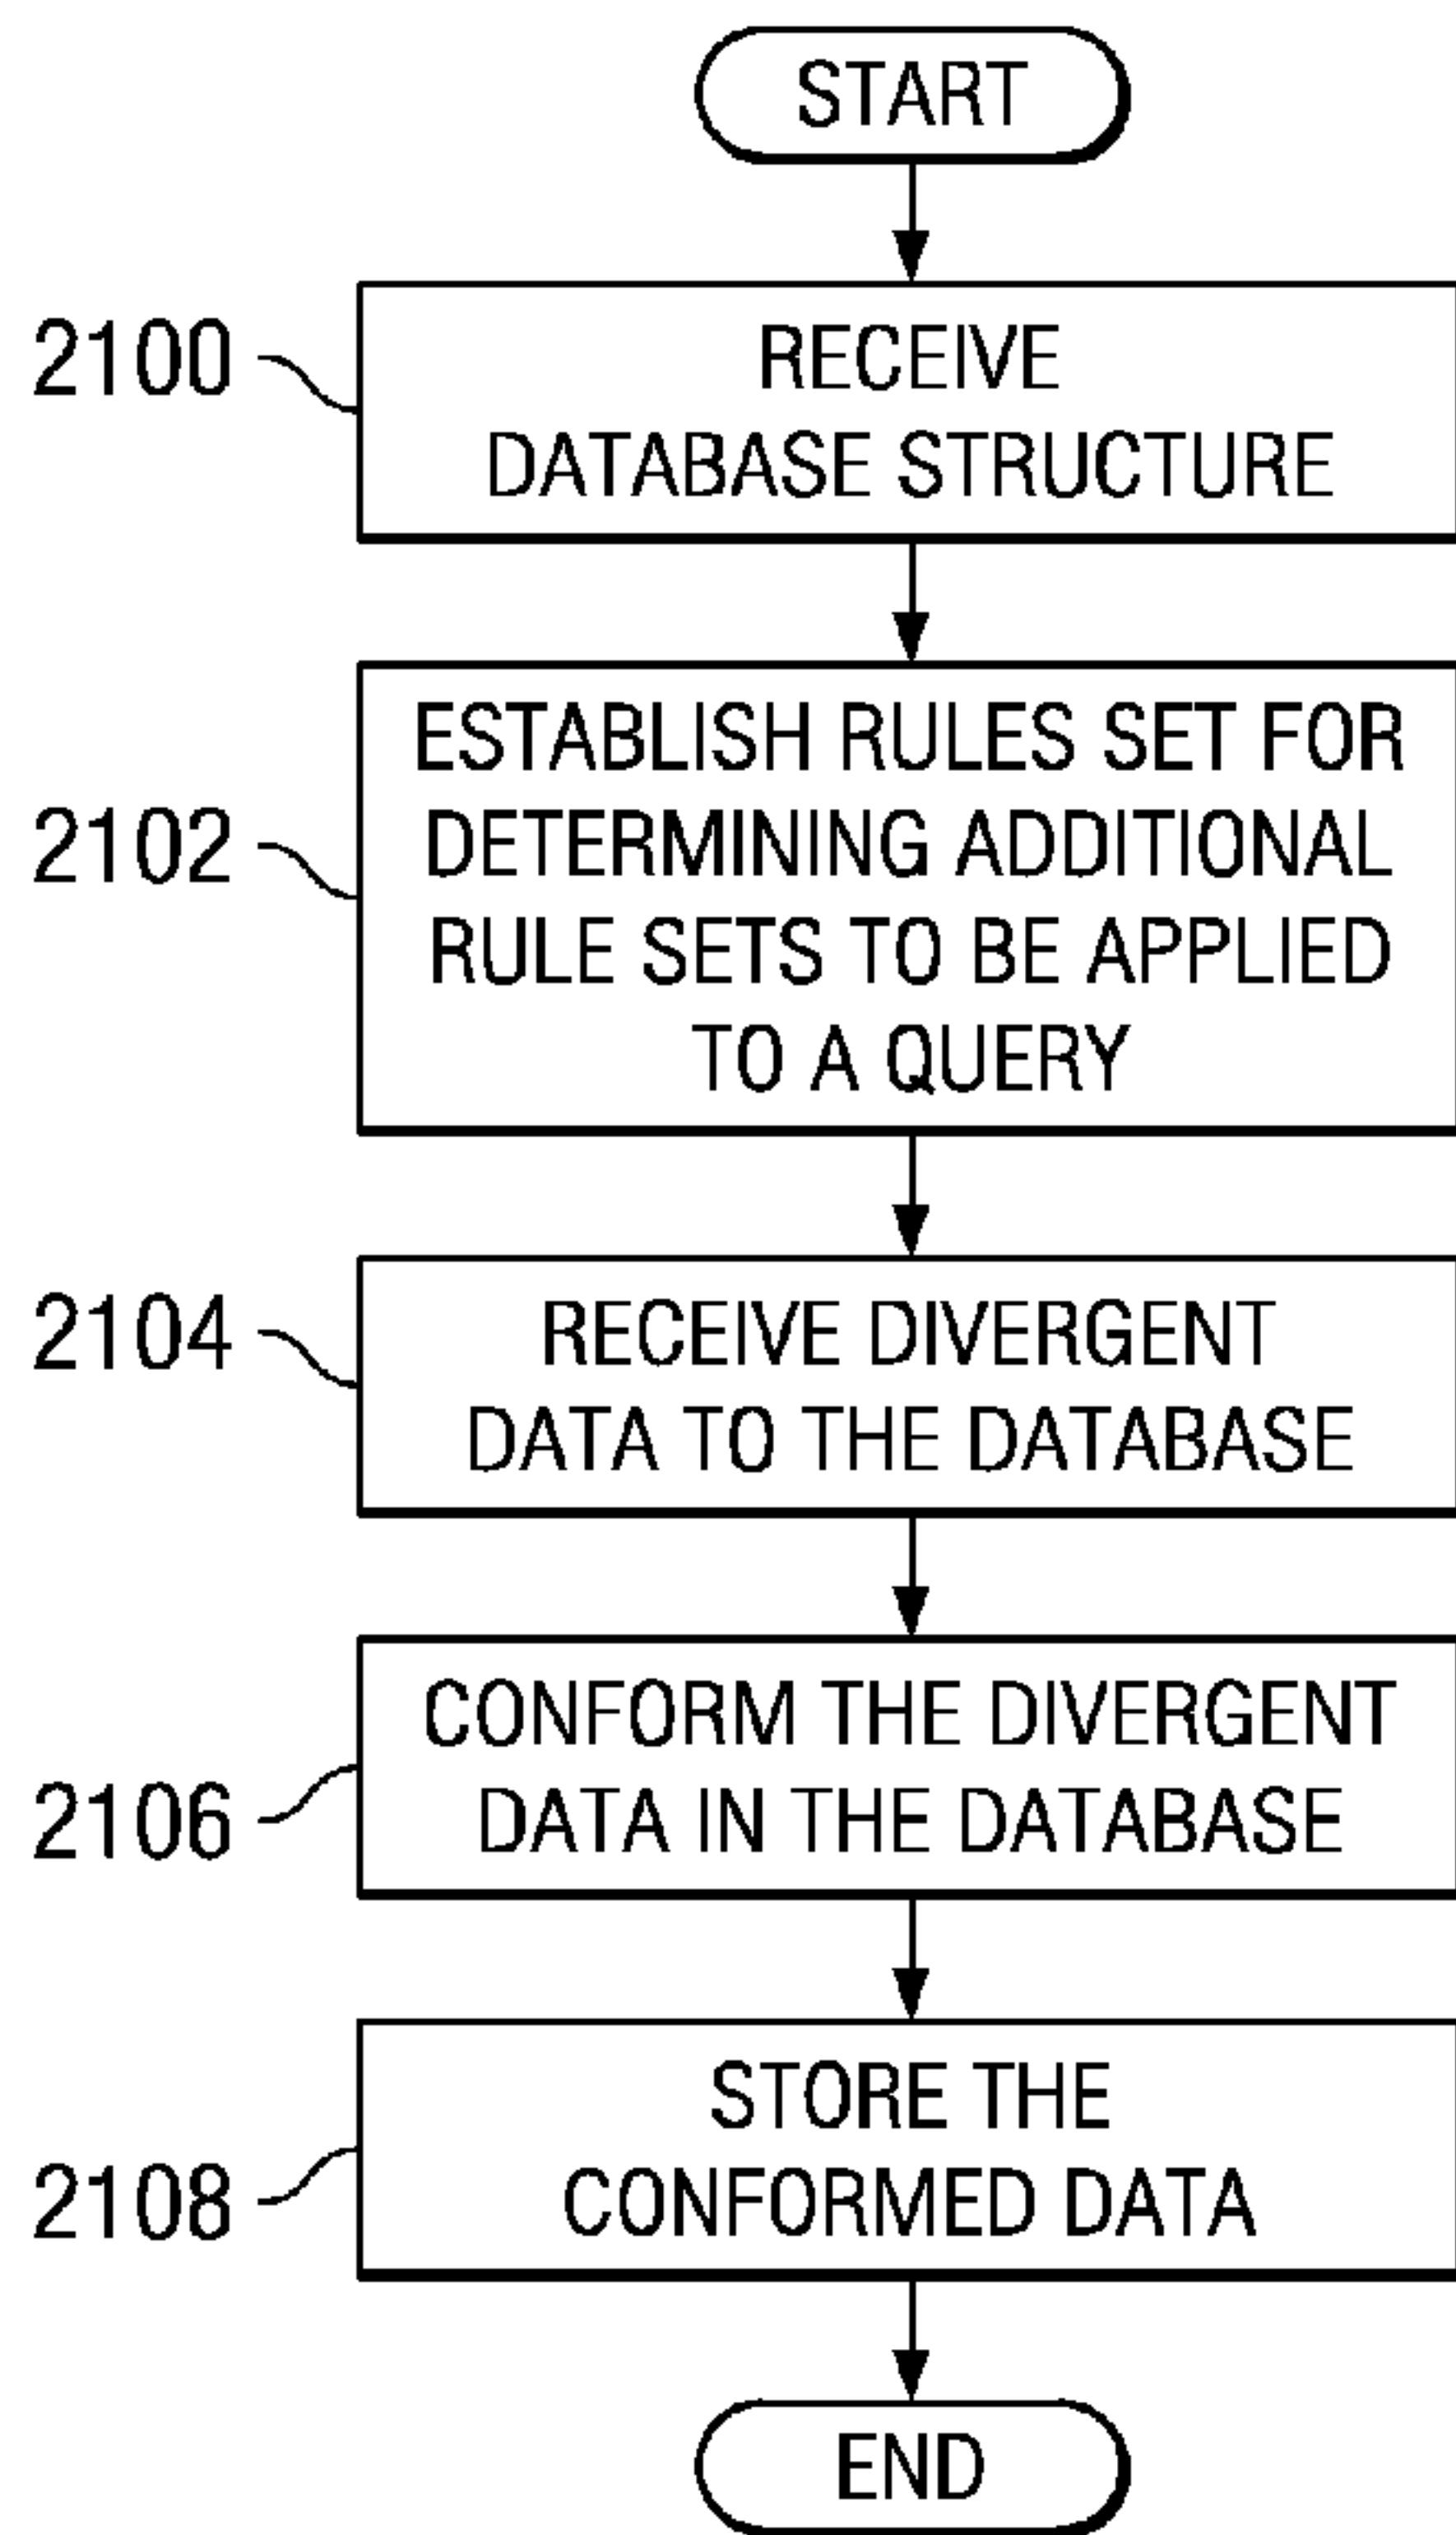 START
2100
RECEIVE
DATABASE STRUCTURE
2102
ESTABLISH RULES SET FOR
DETERMINING ADDITIONAL
RULE SETS TO BE APPLIED
TO A QUERY
2104
RECEIVE DIVERGENT
DATA TO THE DATABASE
2106
CONFORM THE DIVERGENT
DATA IN THE DATABASE
2108
STORE THE
CONFORMED DATA
END